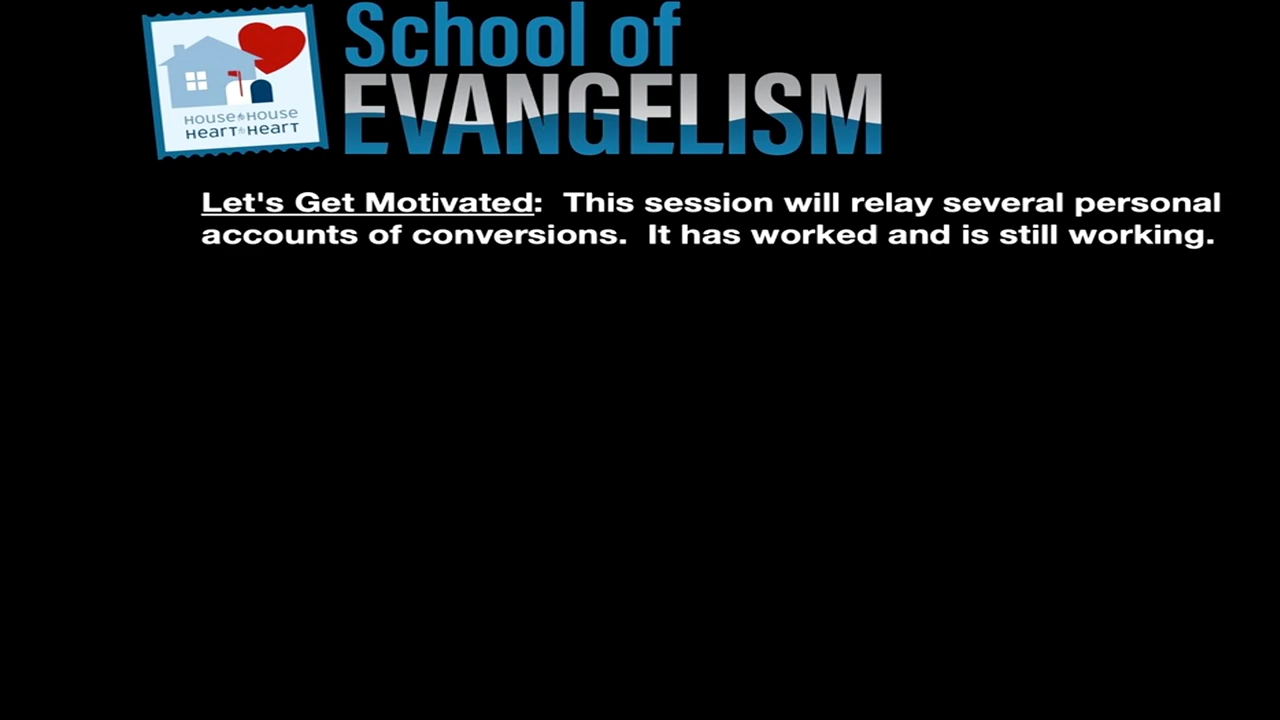 School of
EVANGELISM
HOUSE to HOUSE
HEART to HEART
Let's Get Motivated:  This session will relay several personal
accounts of conversions.  It has worked and is still working.